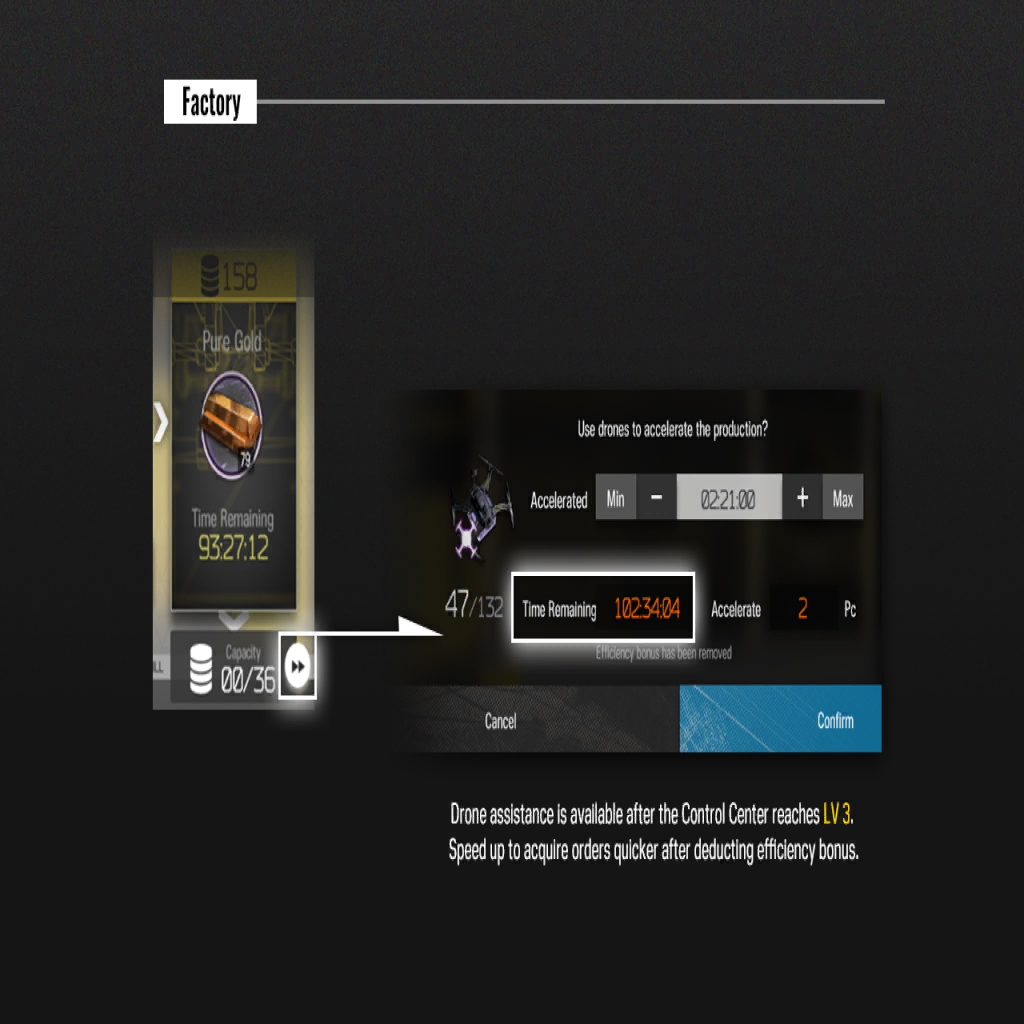 Factory
158
Pure Gold
79
Time Remaining
93:27:12
LL
Capacity
00/36
Use drones to accelerate the production?
Accelerated Min − 02:21:00 + Max
47/132 Time Remaining 102:34:04 Accelerate 2 Pc
Efficiency bonus has been removed
Cancel Confirm
Drone assistance is available after the Control Center reaches LV 3.
Speed up to acquire orders quicker after deducting efficiency bonus.